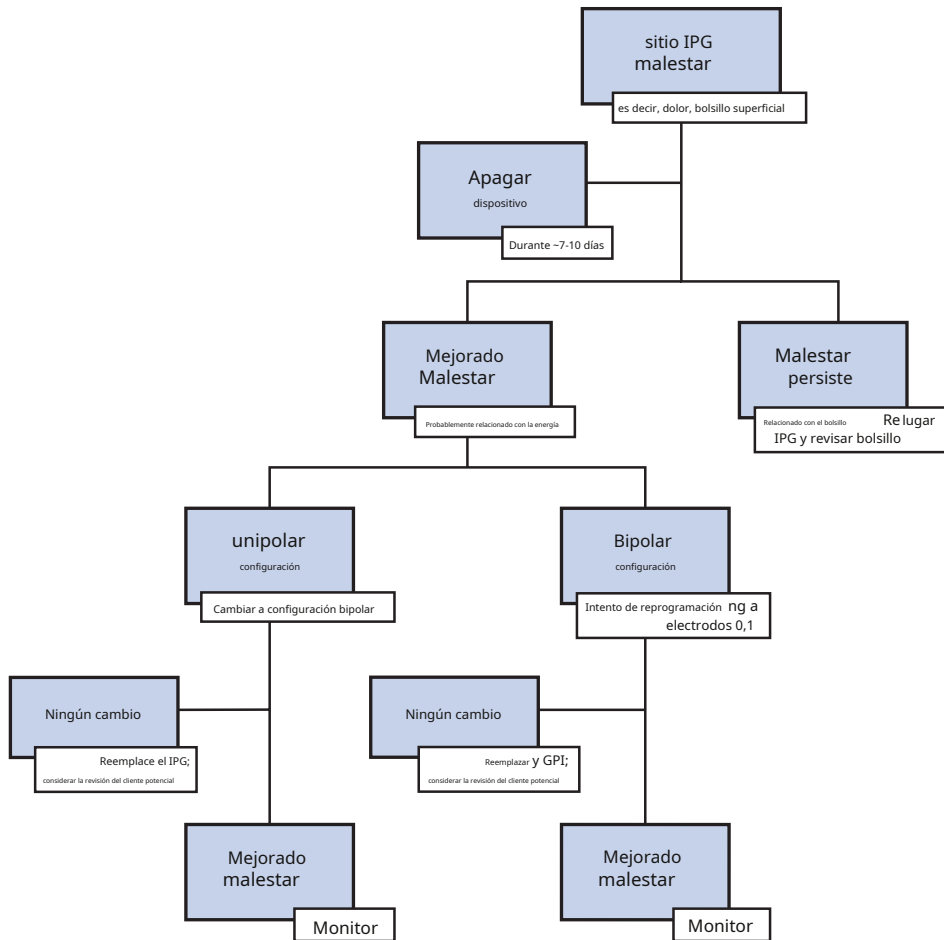 sitio IPG
malestar
es decir, dolor, bolsillo superficial
Apagar
dispositivo
Durante ~7-10 días
Mejorado
Malestar
Probablemente relacionado con la energía
Malestar
persiste
Relacionado con el bolsillo Re lugar
IPG y revisar bolsillo
unipolar
configuración
Cambiar a configuración bipolar
Bipolar
configuración
Intento de reprogramación ng a
electrodos 0,1
Ningún cambio
Reemplace el IPG;
considerar la revisión del cliente potencial
Ningún cambio
Reemplazar y GPI;
considerar la revisión del cliente potencial
Mejorado
malestar
Monitor
Mejorado
malestar
Monitor